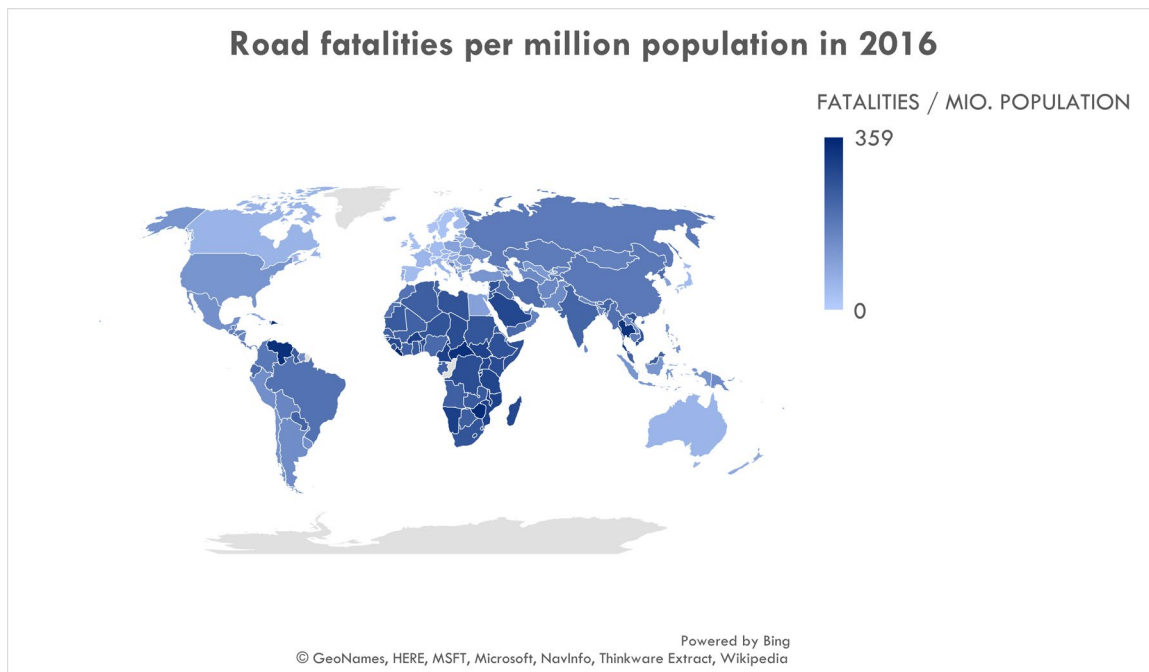 Road fatalities per million population in 2016
FATALITIES / MIO. POPULATION
359
0
Powered by Bing
© GeoNames, HERE, MSFT, Microsoft, NavInfo, Thinkware Extract, Wikipedia